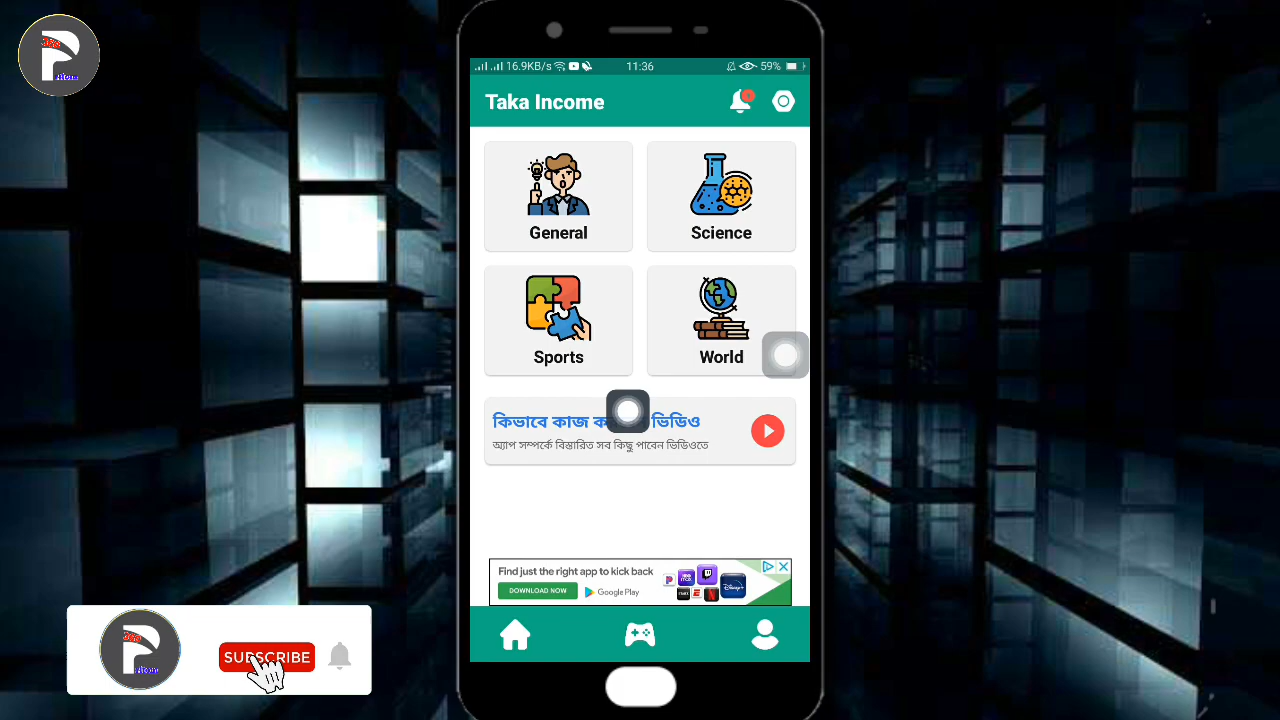 16.9KB/s
11:36
59%
Taka Income
General
Science
Sports
World
কিভাবে কাজ ভিডিও
অ্যাপ সম্পর্কে বিস্তারিত সব কিছু পাবেন ভিডিওতে
Find just the right app to kick back
DOWNLOAD NOW
Google Play
SUBSCRIBE